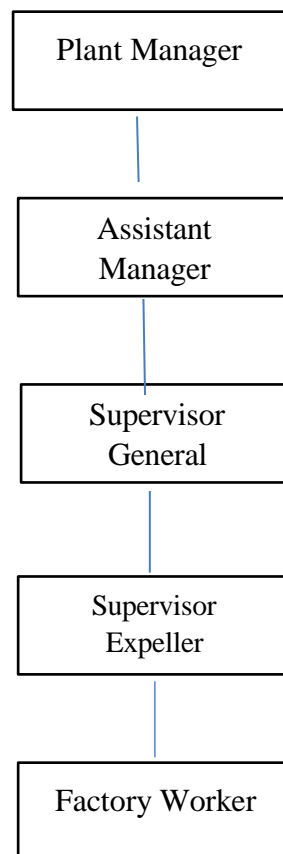 Plant Manager
Assistant
Manager
Supervisor
General
Supervisor
Expeller
Factory Worker